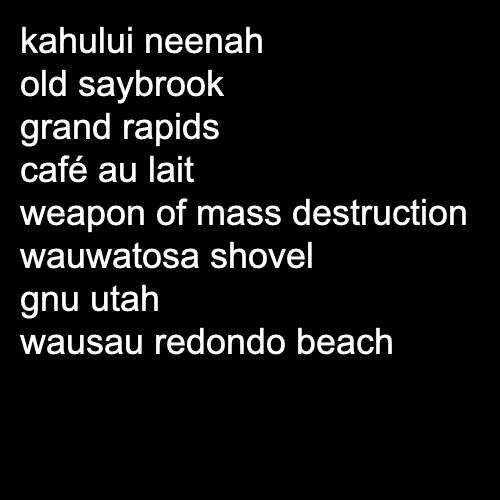 kahului neenah
old saybrook
grand rapids
café au lait
weapon of mass destruction
wauwatosa shovel
gnu utah
wausau redondo beach